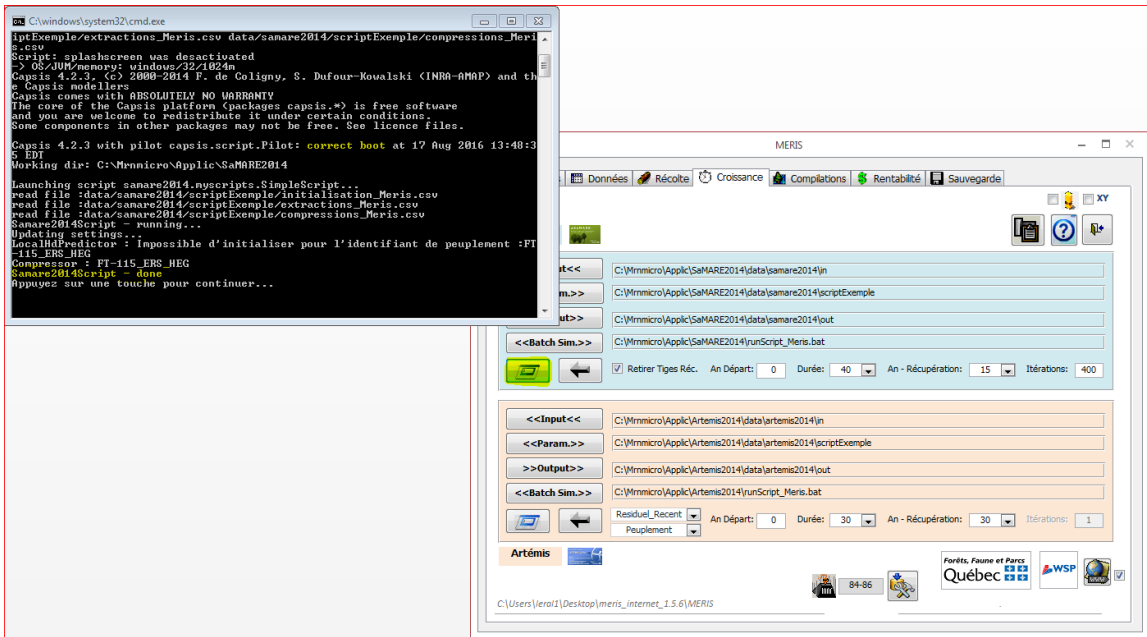 C:\windows\system32\cmd.exe
iptExemple/extractions_Meris.csv data/samare2014/scriptExemple/compressions_Meri
s.csv
Script: splashscreen was desactivated
-> OS/JVM/memory: windows/32/1024m
Capsis 4.2.3, (c) 2000-2014 F. de Coligny, S. Dufour-Kowalski (INRA-AMAP) and th
e Capsis modellers
Capsis comes with ABSOLUTELY NO WARRANTY
The core of the Capsis platform (packages capsis.*) is free software
and you are welcome to redistribute it under certain conditions.
Some components in other packages may not be free. See licence files.
Capsis 4.2.3 with pilot capsis.script.Pilot: correct boot at 17 Aug 2016 13:48:3
5 EDT
Working dir: C:\Mrnmicro\Applic\SaMARE2014
Launching script samare2014.myscripts.SimpleScript...
read file :data/samare2014/scriptExemple/initialisation_Meris.csv
read file :data/samare2014/scriptExemple/extractions_Meris.csv
read file :data/samare2014/scriptExemple/compressions_Meris.csv
Samare2014Script - running...
Updating settings...
LocalHdPredictor : Impossible d'initialiser pour l'identifiant de peuplement :FT
-115_ERS_HEG
Compressor : FT-115_ERS_HEG
Samare2014Script - done
Appuyez sur une touche pour continuer...
MERIS
Données Récolte Croissance Compilations Rentabilité Sauvegarde
XY
ut<< C:\Mrnmicro\Applic\SaMARE2014\data\samare2014\in
m.>> C:\Mrnmicro\Applic\SaMARE2014\data\samare2014\scriptExemple
ut>> C:\Mrnmicro\Applic\SaMARE2014\data\samare2014\out
<<Batch Sim.>> C:\Mrnmicro\Applic\SaMARE2014\runScript_Meris.bat
Retirer Tiges Réc. An Départ: 0 Durée: 40 An - Récupération: 15 Itérations: 400
<<Input<< C:\Mrnmicro\Applic\Artemis2014\data\artemis2014\in
<<Param.>> C:\Mrnmicro\Applic\Artemis2014\data\artemis2014\scriptExemple
>>Output>> C:\Mrnmicro\Applic\Artemis2014\data\artemis2014\out
<<Batch Sim.>> C:\Mrnmicro\Applic\Artemis2014\runScript_Meris.bat
Residuel_Recent An Départ: 0 Durée: 30 An - Récupération: 30 Itérations: 1
Peuplement
Artémis
84-86
Forêts, Faune et Parcs
Québec
WSP
C:\Users\leral1\Desktop\meris_internet_1.5.6\MERIS